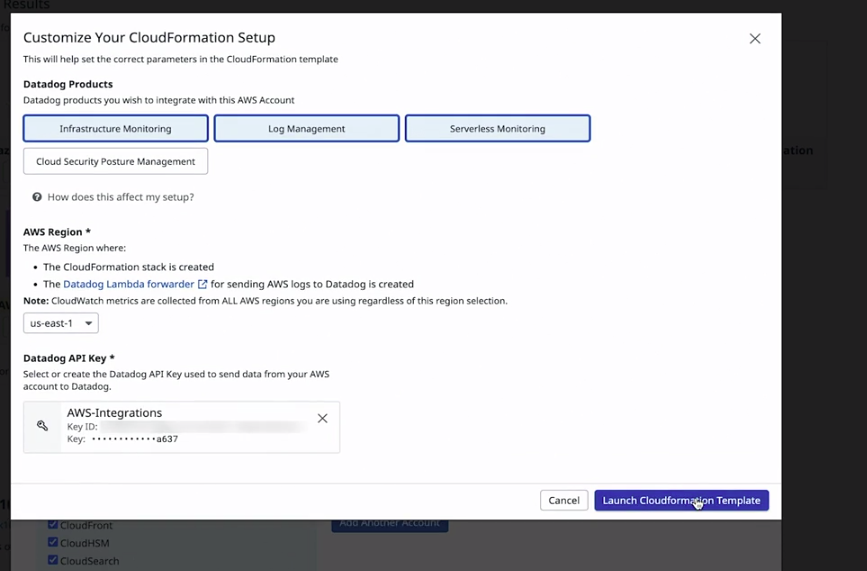 Results
Customize Your CloudFormation Setup
This will help set the correct parameters in the CloudFormation template
Datadog Products
Datadog products you wish to integrate with this AWS Account
Infrastructure Monitoring
Log Management
Serverless Monitoring
Cloud Security Posture Management
How does this affect my setup?
AWS Region *
The AWS Region where:
• The CloudFormation stack is created
• The Datadog Lambda forwarder for sending AWS logs to Datadog is created
Note: CloudWatch metrics are collected from ALL AWS regions you are using regardless of this region selection.
us-east-1
Datadog API Key *
Select or create the Datadog API Key used to send data from your AWS
account to Datadog.
AWS-Integrations
Key ID:
Key: ••••••••••••a637
Cancel
Launch Cloudformation Template
CloudFront
Add Another Account
CloudHSM
CloudSearch